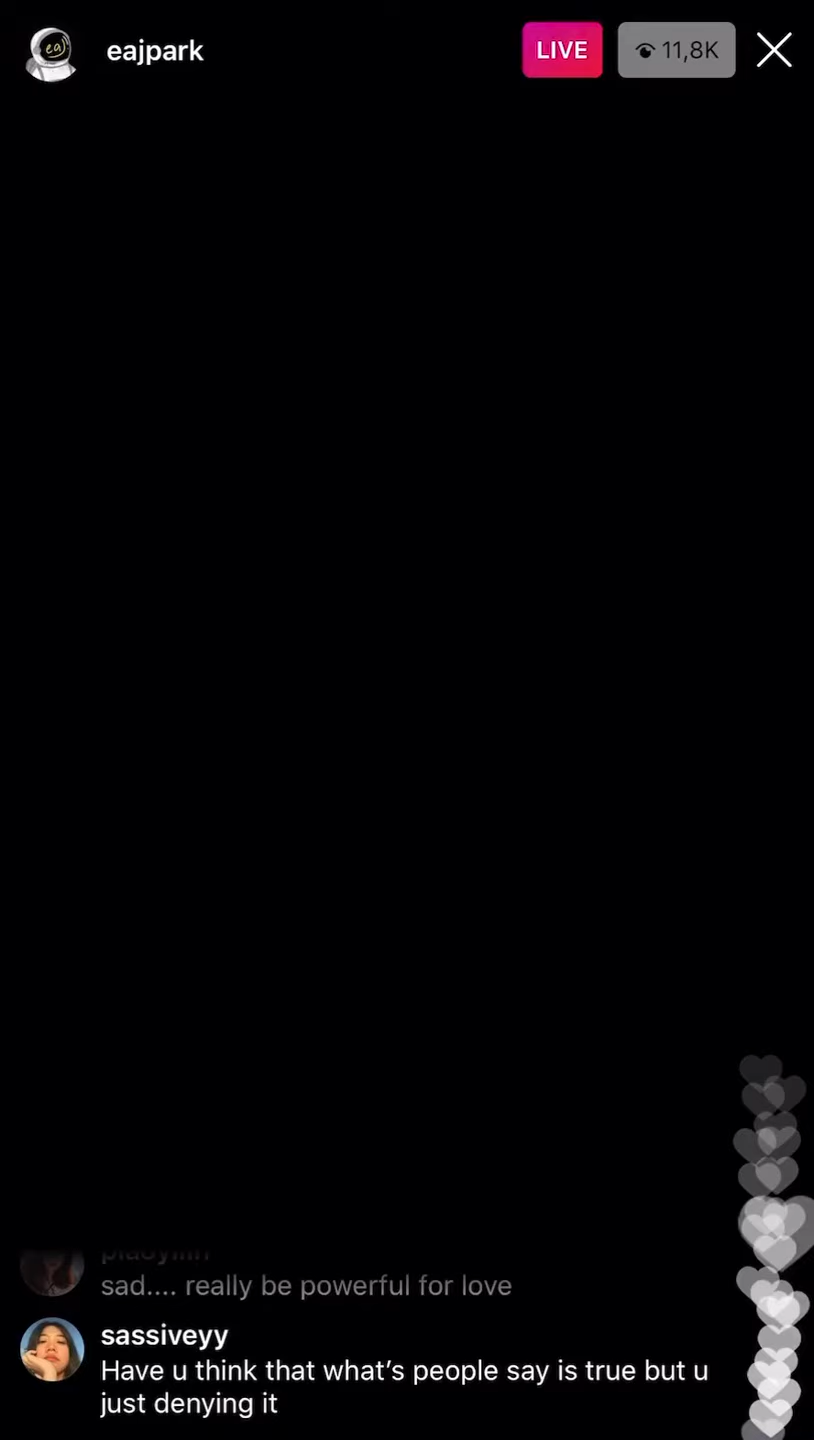 eajpark
LIVE
11,8K
eaj
sad.... really be powerful for love
sassiveyy
Have u think that what's people say is true but u
just denying it